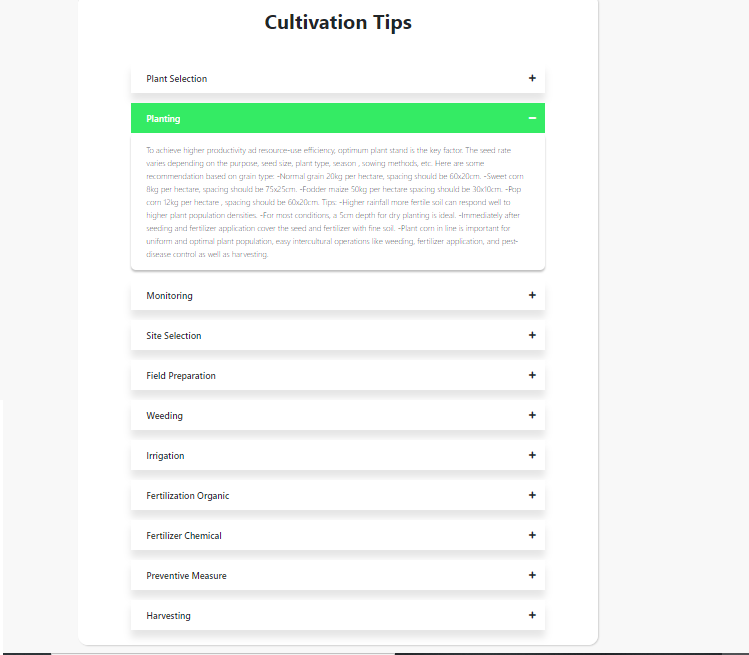 Cultivation Tips
Plant Selection +
Planting −
To achieve higher productivity ad resource-use efficiency, optimum plant stand is the key factor. The seed rate
varies depending on the purpose, seed size, plant type, season , sowing methods, etc. Here are some
recommendation based on grain type: -Normal grain 20kg per hectare, spacing should be 60x20cm. -Sweet corn
8kg per hectare, spacing should be 75x25cm. -Fodder maize 50kg per hectare spacing should be 30x10cm. -Pop
corn 12kg per hectare , spacing should be 60x20cm. Tips: -Higher rainfall more fertile soil can respond well to
higher plant population densities. -For most conditions, a 5cm depth for dry planting is ideal. -Immediately after
seeding and fertilizer application cover the seed and fertilizer with fine soil. -Plant corn in line is important for
uniform and optimal plant population, easy intercultural operations like weeding, fertilizer application, and pest-
disease control as well as harvesting.
Monitoring +
Site Selection +
Field Preparation +
Weeding +
Irrigation +
Fertilization Organic +
Fertilizer Chemical +
Preventive Measure +
Harvesting +